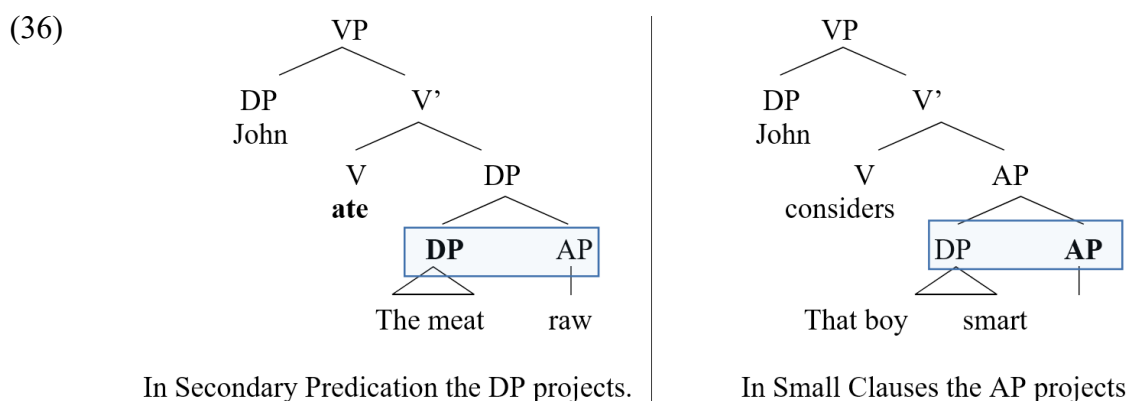 (36)
VP
DP V’
John
V DP
ate
DP AP
The meat raw
In Secondary Predication the DP projects.
VP
DP V’
John
V AP
considers
DP AP
That boy smart
In Small Clauses the AP projects